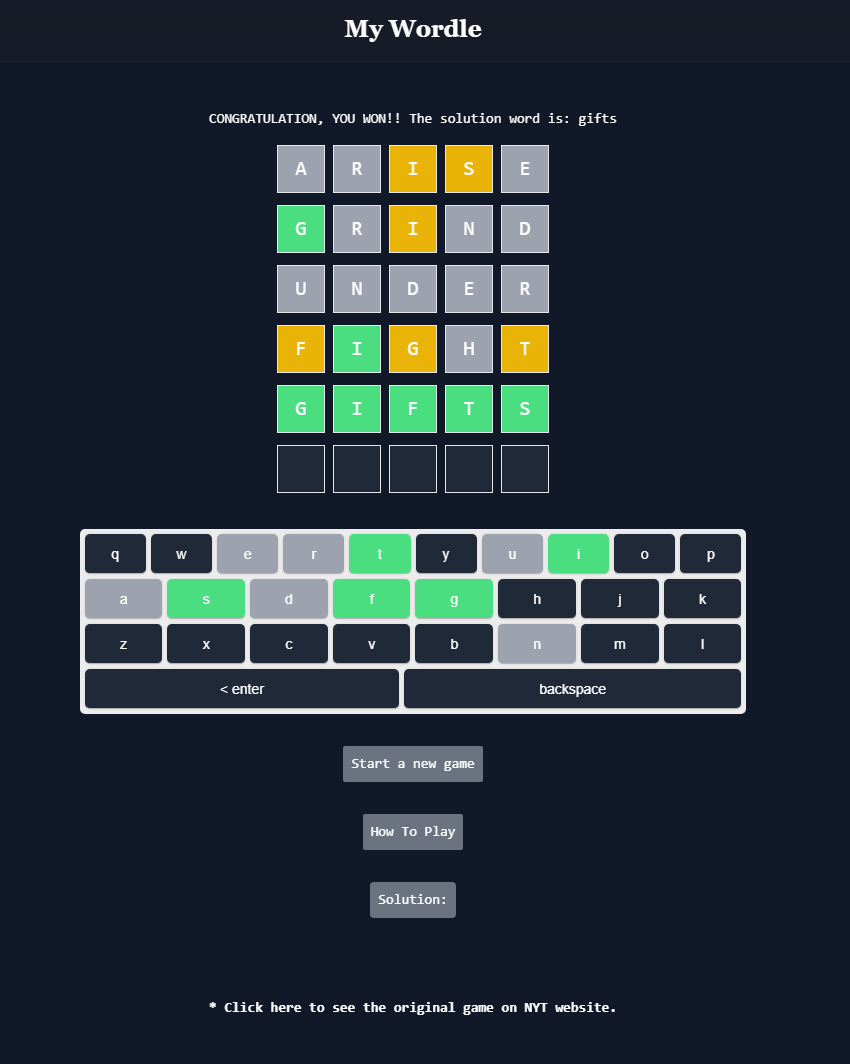 My Wordle
CONGRATULATION, YOU WON!! The solution word is: gifts
A R I S E
G R I N D
U N D E R
F I G H T
G I F T S
q w e r t y u i o p
a s d f g h j k
z x c v b n m l
< enter backspace
Start a new game
How To Play
Solution:
* Click here to see the original game on NYT website.